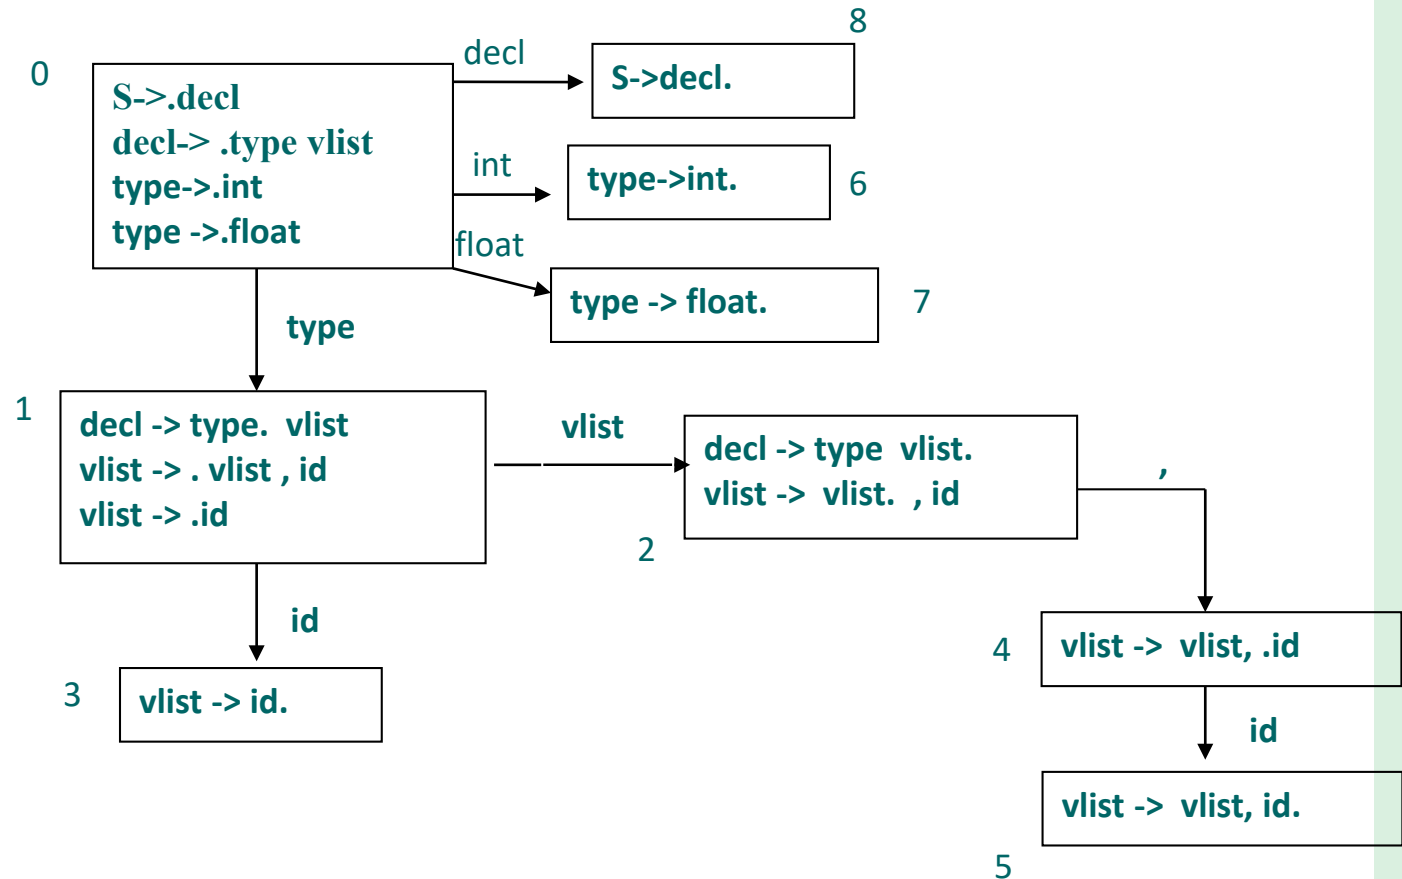 8
decl
0
S->decl.
S->.decl
decl-> .type vlist
type->.int
type ->.float
int
type->int.
6
float
type -> float.
7
type
1
decl -> type. vlist
vlist -> . vlist , id
vlist -> .id
vlist
decl -> type vlist.
vlist -> vlist. , id
,
2
id
4
vlist -> vlist, .id
3
vlist -> id.
id
vlist -> vlist, id.
5